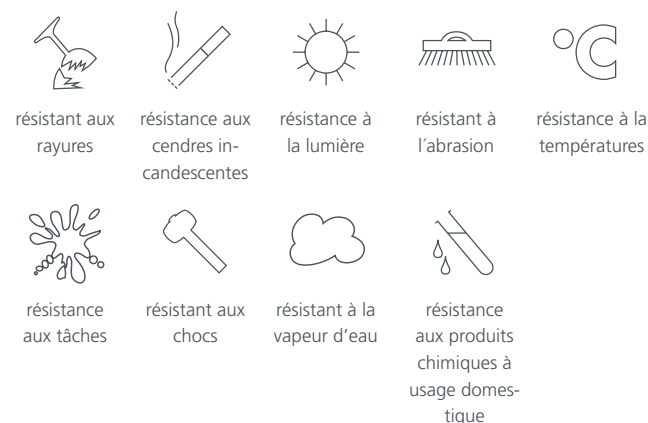 °C
résistant aux
rayures
résistance aux
cendres in-
candescentes
résistance à
la lumière
résistant à
l´abrasion
résistance à la
températures
résistance
aux tâches
résistant aux
chocs
résistant à la
vapeur d’eau
résistance
aux produits
chimiques à
usage domes-
tique